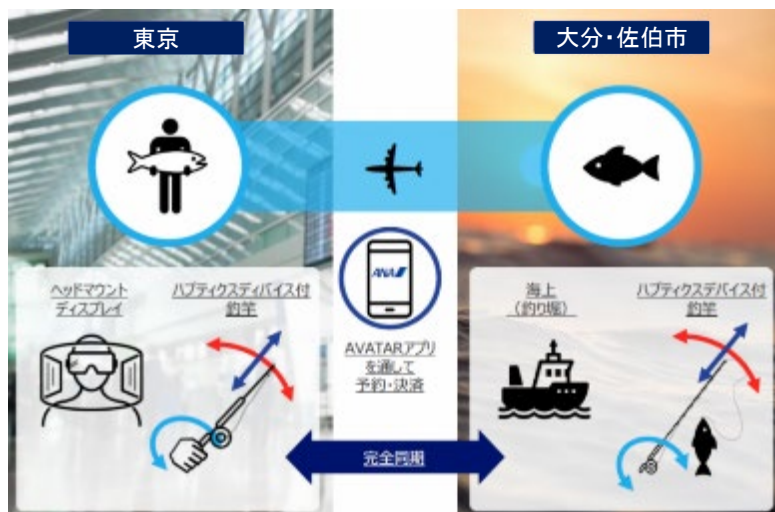 東京
大分・佐伯市
ヘッドマウント
ディスプレイ
ハプティクスディバイス付
釣竿
ANA
AVATARアプリ
を通して
予約・決済
海上
(釣り堀)
ハプティクスデバイス付
釣竿
完全同期